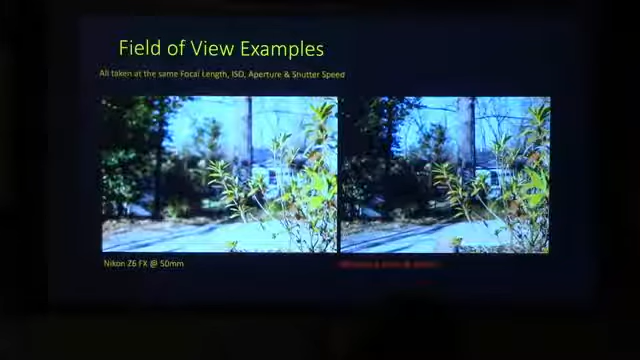 Field of View Examples
All taken at the same Focal Length, ISO, Aperture & Shutter Speed
Nikon Z6 FX @ 50mm